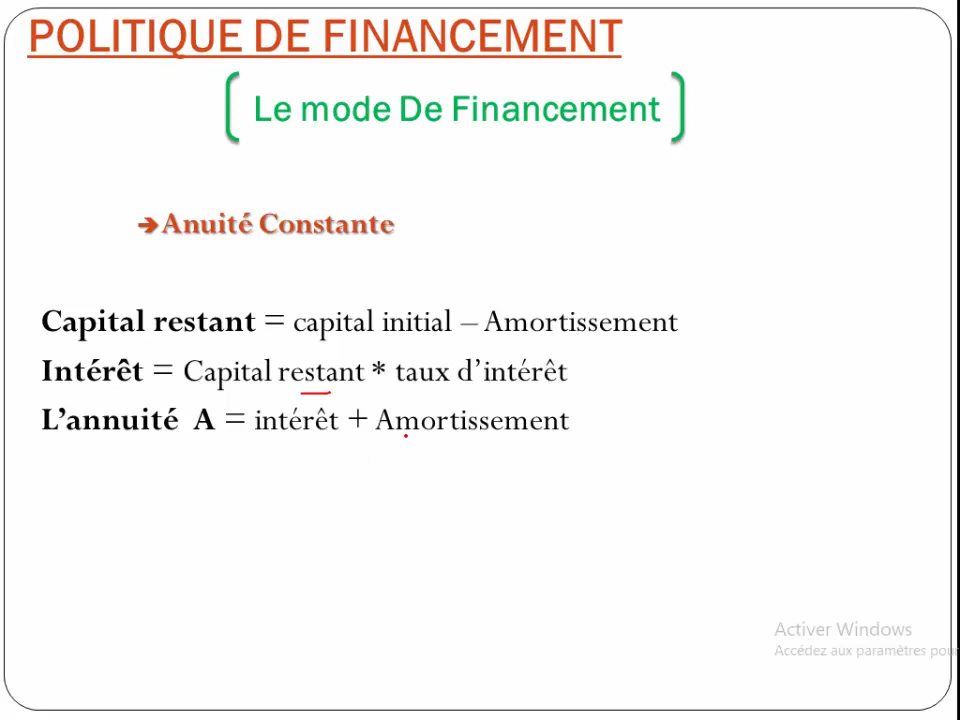 POLITIQUE DE FINANCEMENT
Le mode De Financement
➔ Anuité Constante
Capital restant = capital initial – Amortissement
Intérêt = Capital restant * taux d’intérêt
L’annuité A = intérêt + Amortissement
Activer Windows
Accédez aux paramètres pour